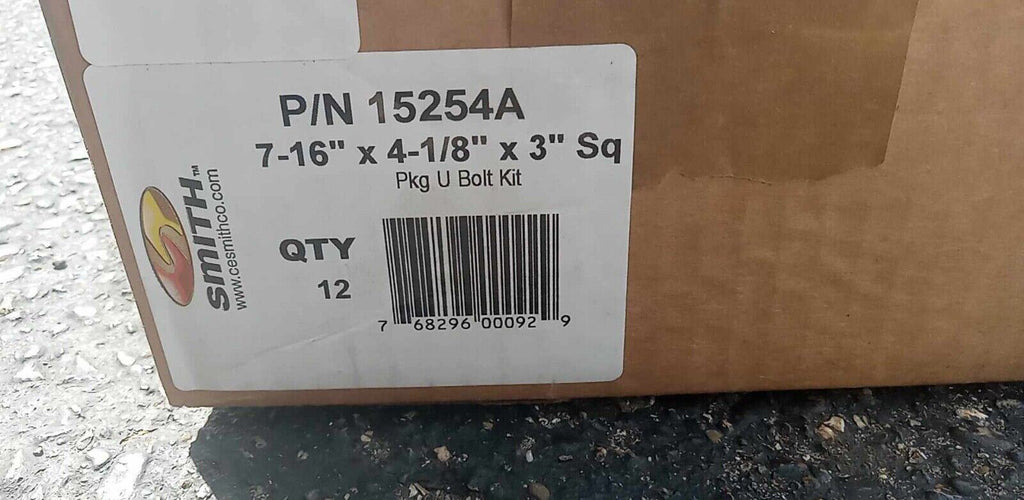 P/N 15254A
7-16" x 4-1/8" x 3" Sq
Pkg U Bolt Kit
SMITH™
www.cesmithco.com
QTY
12
7 68296 00092 9